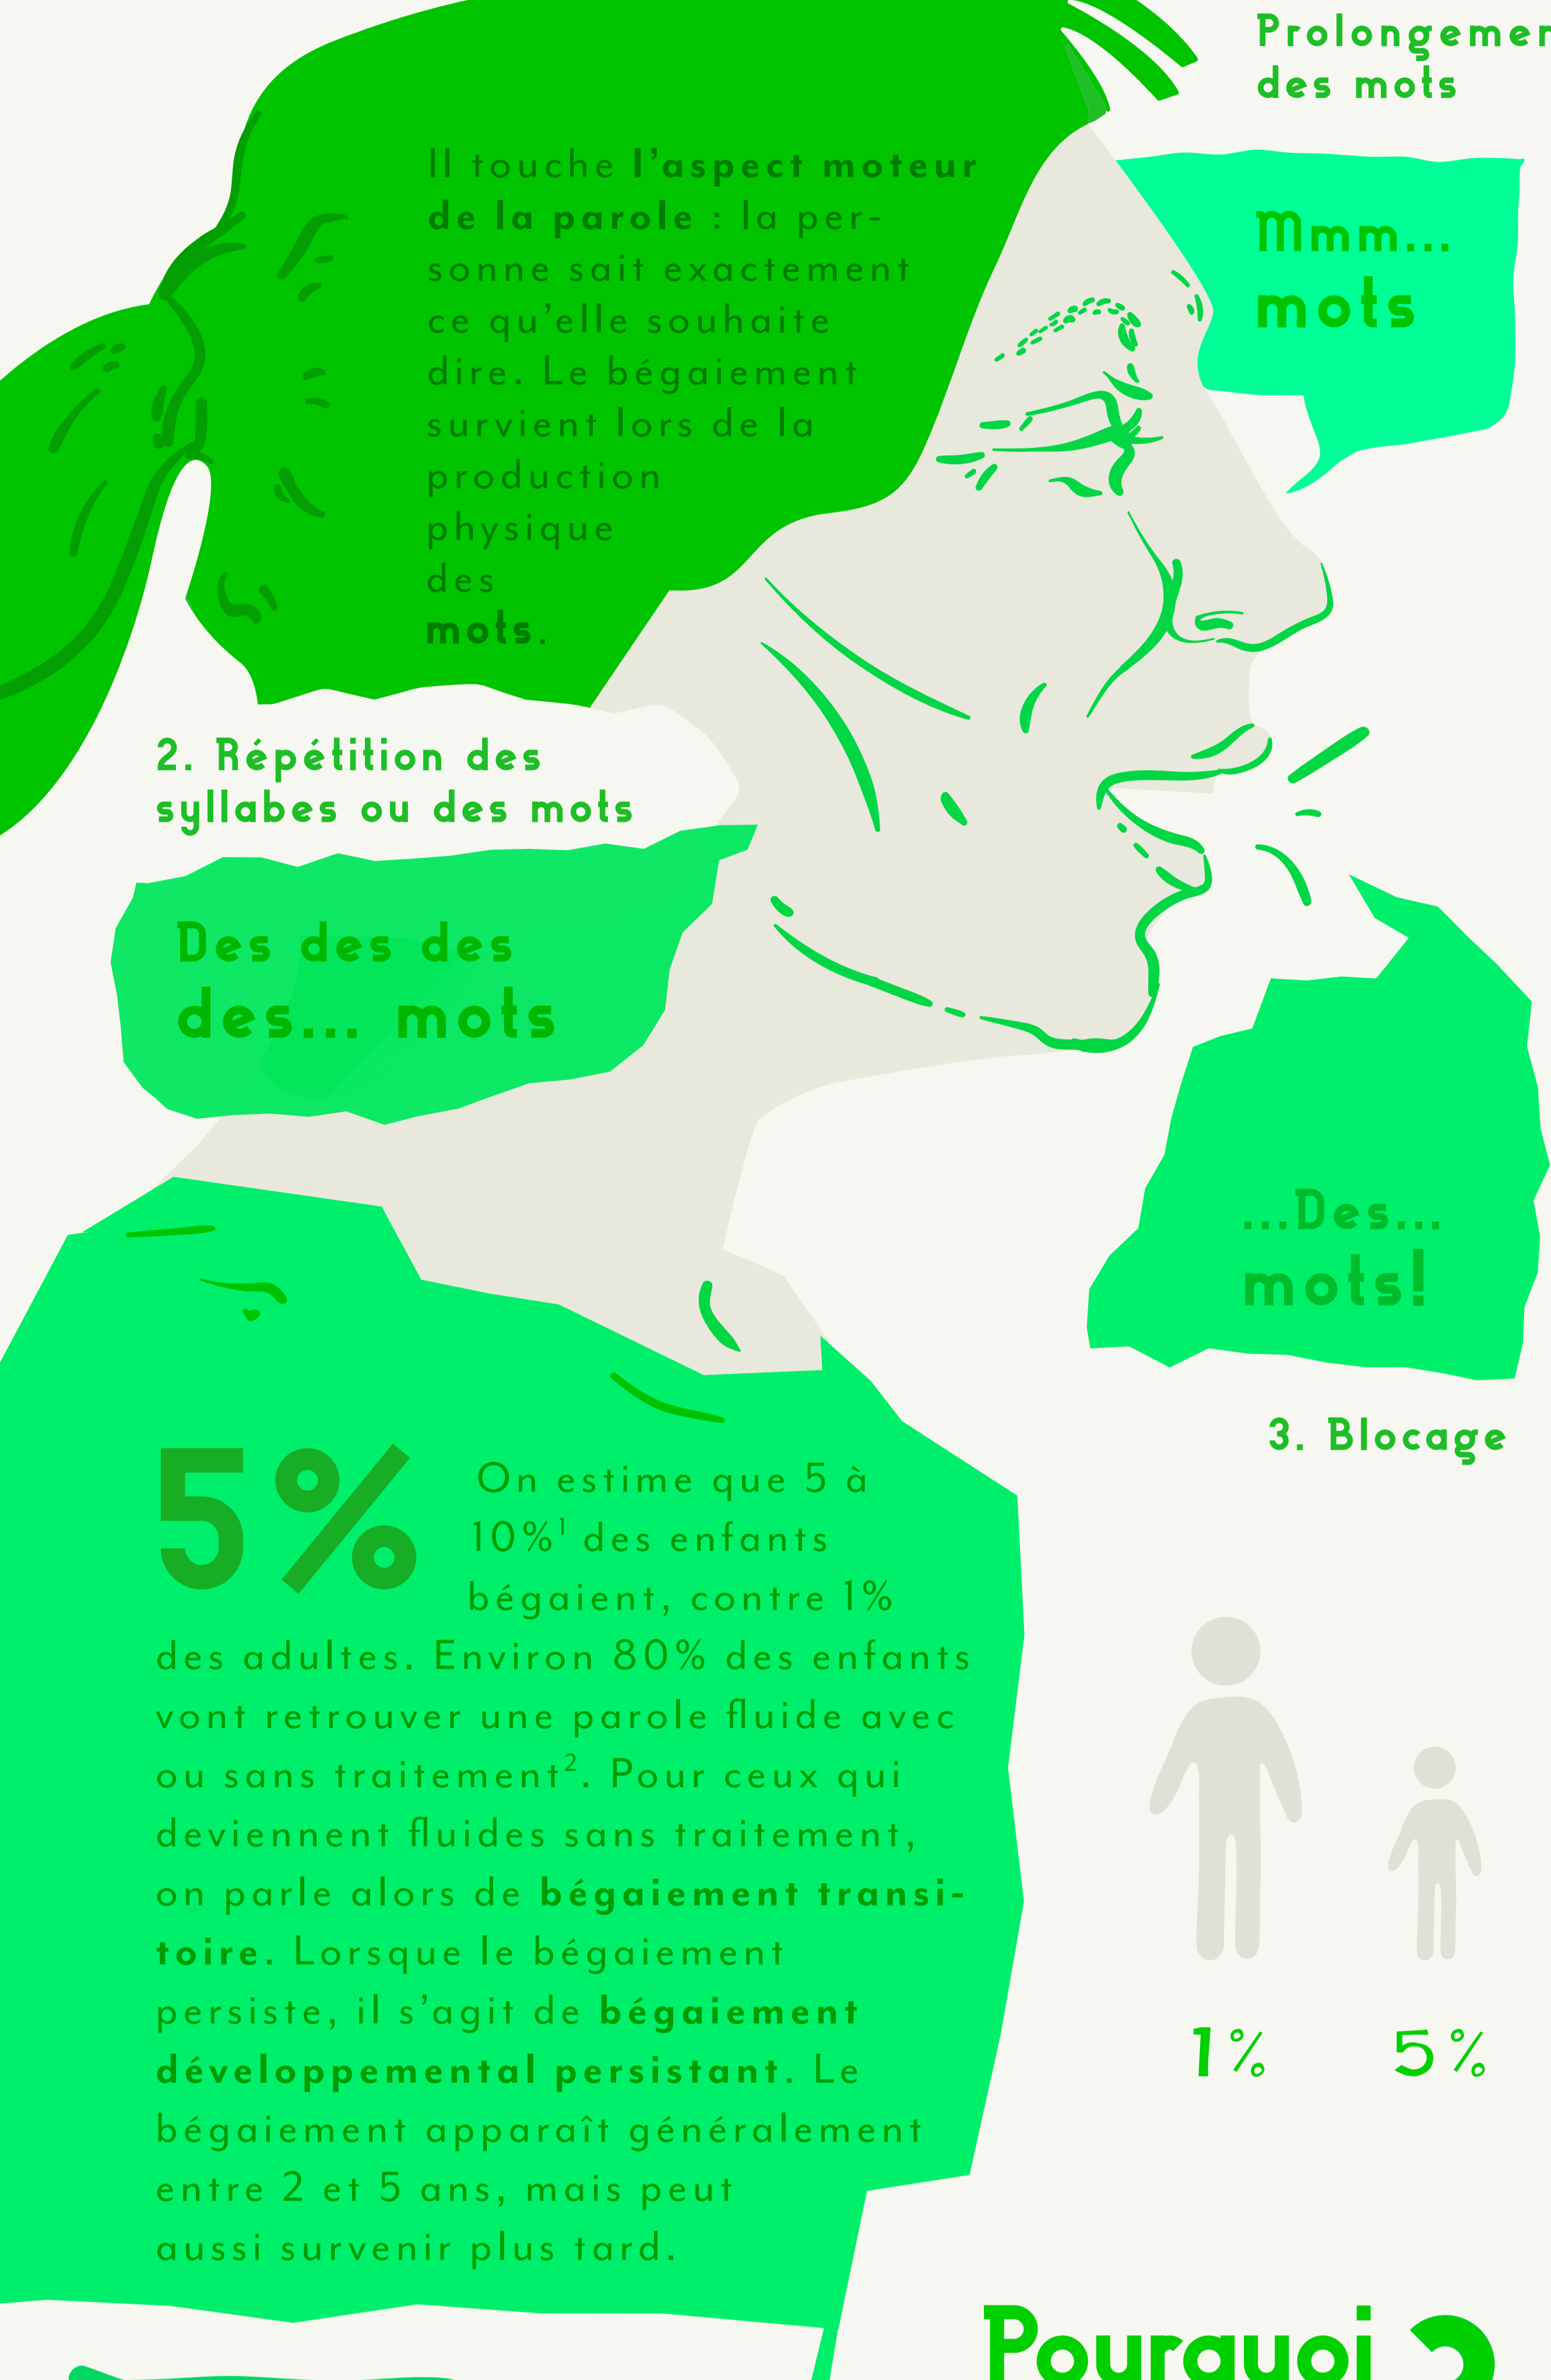 Prolongemen
des mots
Mmm...
mots
Il touche l'aspect moteur
de la parole : la per-
sonne sait exactement
ce qu'elle souhaite
dire. Le bégaiement
survient lors de la
production
physique
des
mots.
2. Répétition des
syllabes ou des mots
Des des des
des... mots
...Des...
mots!
3. Blocage
5%
On estime que 5 à
10%¹ des enfants
bégaient, contre 1%
des adultes. Environ 80% des enfants
vont retrouver une parole fluide avec
ou sans traitement². Pour ceux qui
deviennent fluides sans traitement,
on parle alors de bégaiement transi-
toire. Lorsque le bégaiement
persiste, il s'agit de bégaiement
développemental persistant. Le
bégaiement apparaît généralement
entre 2 et 5 ans, mais peut
aussi survenir plus tard.
1% 5%
Pourquoi ?